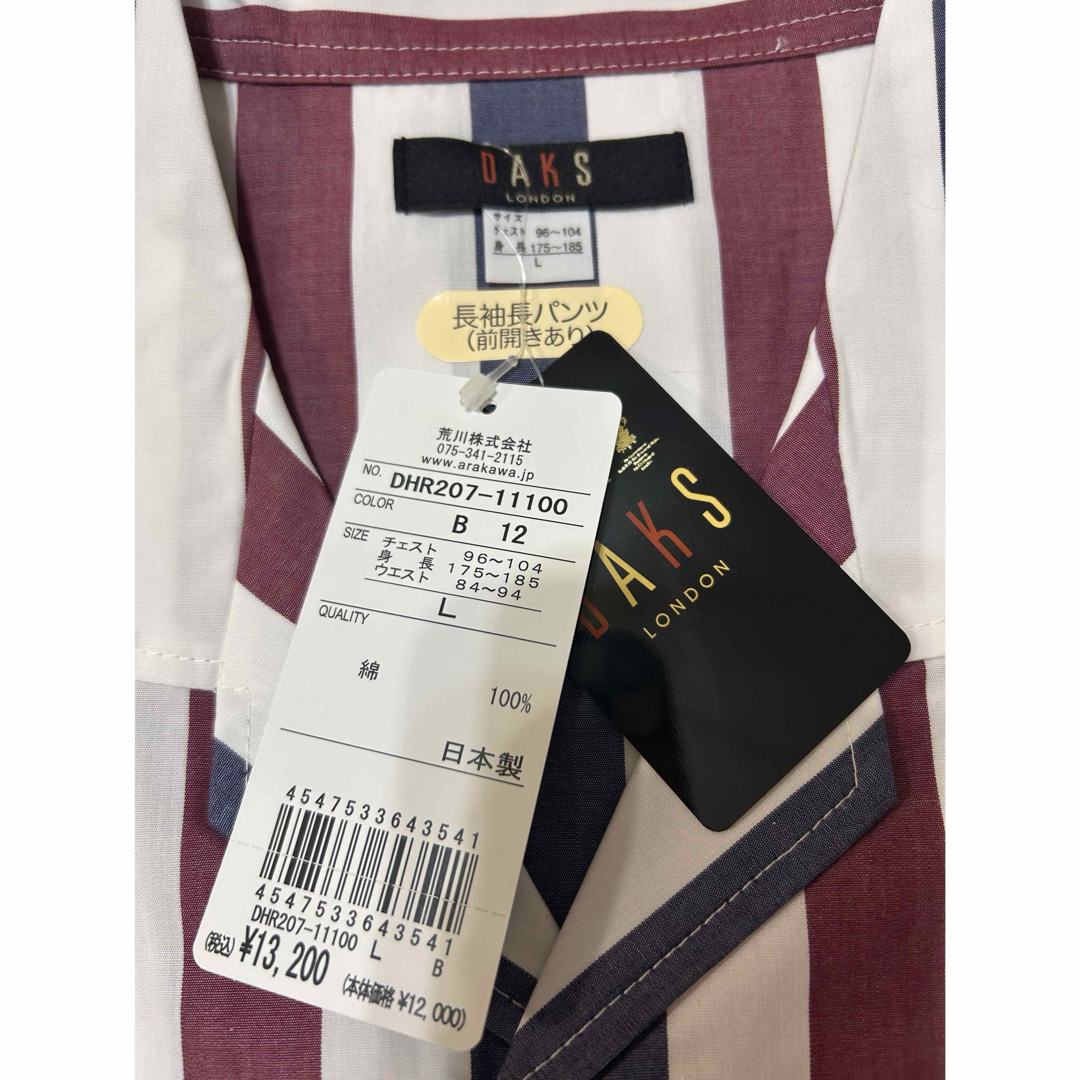 DAKS
LONDON
サイズ
チェスト 96～104
身長 175～185
L
長袖長パンツ
(前開きあり)
荒川株式会社
075-341-2115
www.arakawa.jp
NO. DHR207-11100
COLOR
B 12
SIZE チェスト 96～104
身長 175～185
ウエスト 84～94
L
QUALITY
綿
100%
日本製
4547533643541
4547533643541
DHR207-11100 L B
(税込) ¥13,200 (本体価格 ¥12,000)
DAKS
LONDON